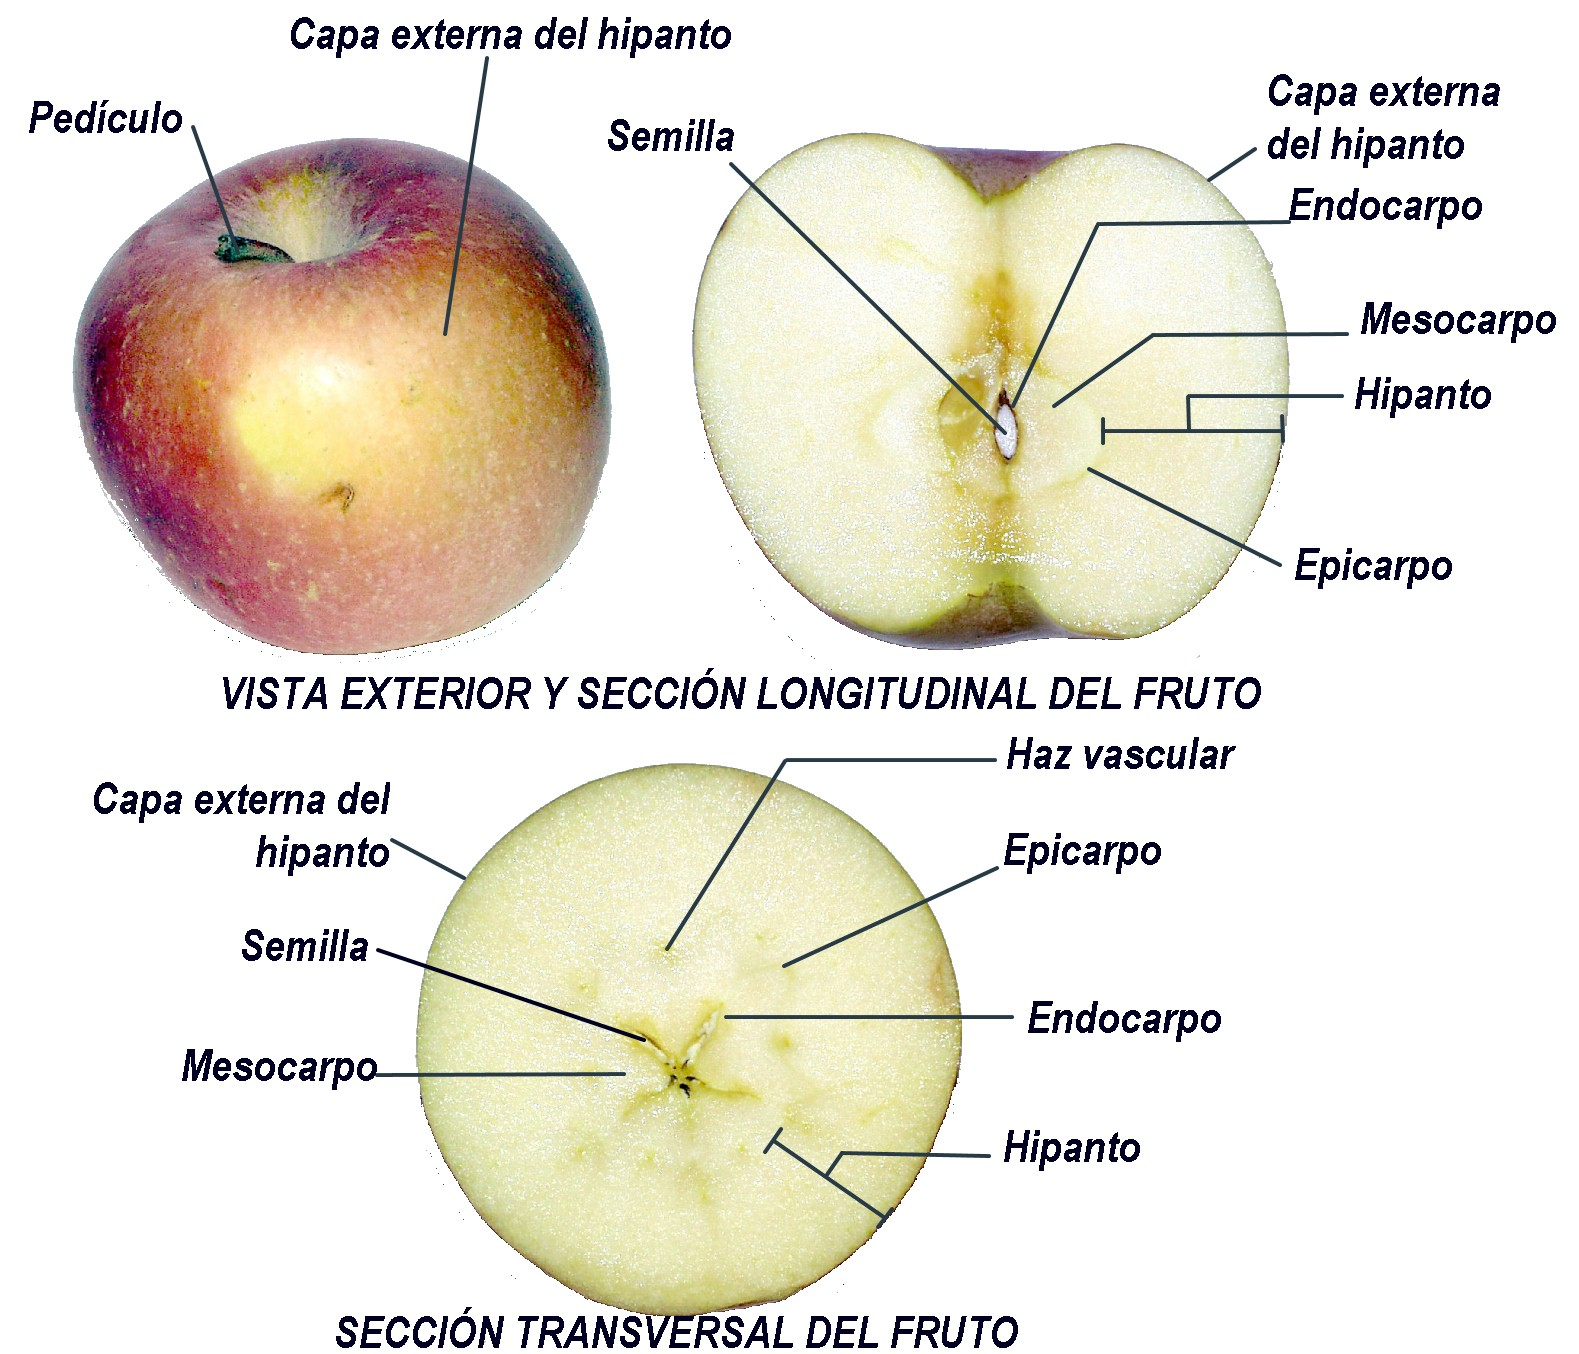 Capa externa del hipanto
Pedículo
Semilla
Capa externa
del hipanto
Endocarpo
Mesocarpo
Hipanto
Epicarpo
VISTA EXTERIOR Y SECCIÓN LONGITUDINAL DEL FRUTO
Haz vascular
Capa externa del
hipanto
Epicarpo
Semilla
Endocarpo
Mesocarpo
Hipanto
SECCIÓN TRANSVERSAL DEL FRUTO